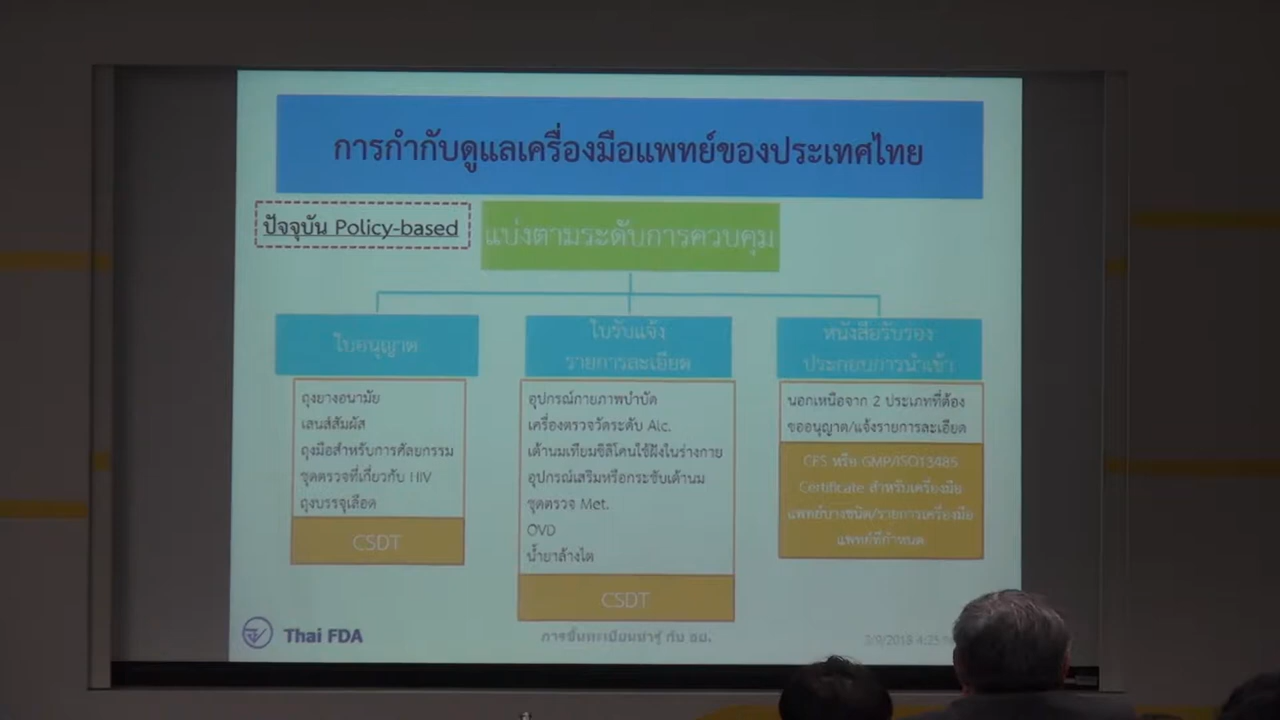 การกำกับดูแลเครื่องมือแพทย์ของประเทศไทย
ปัจจุบัน Policy-based
แบ่งตามระดับการควบคุม
ใบอนุญาต
ถุงยางอนามัย
เลนส์สัมผัส
ถุงมือสำหรับการศัลยกรรม
ชุดตรวจที่เกี่ยวกับ HIV
ถุงบรรจุเลือด
CSDT
ใบรับแจ้ง
รายการละเอียด
อุปกรณ์กายภาพบำบัด
เครื่องตรวจวัดระดับ Alc.
เต้านมเทียมซิลิโคนใช้ฝังในร่างกาย
อุปกรณ์เสริมหรือกระชับเต้านม
ชุดตรวจ Met.
OVD
น้ำยาล้างไต
CSDT
หนังสือรับรอง
ประกอบการนำเข้า
นอกเหนือจาก 2 ประเภทที่ต้อง
ขออนุญาต/แจ้งรายการละเอียด
CFS หรือ GMP/ISO13485
Certificate สำหรับเครื่องมือ
แพทย์บางชนิด/รายการเครื่องมือ
แพทย์ที่กำหนด
Thai FDA